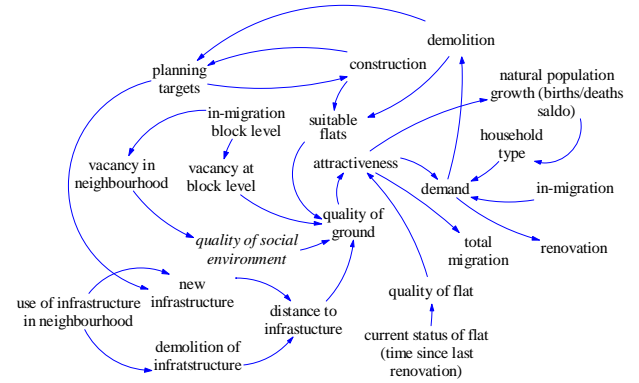 demolition
planning
targets
construction
natural population
growth (births/deaths
saldo)
in-migration
block level
suitable
flats
household
type
vacancy in
neighbourhood
vacancy at
block level
attractiveness
demand
in-migration
quality of
ground
quality of social
environment
total
migration
renovation
new
infrastructure
use of infrastructure
in neighbourhood
distance to
infrastucture
quality of flat
demolition of
infratstructure
current status of flat
(time since last
renovation)